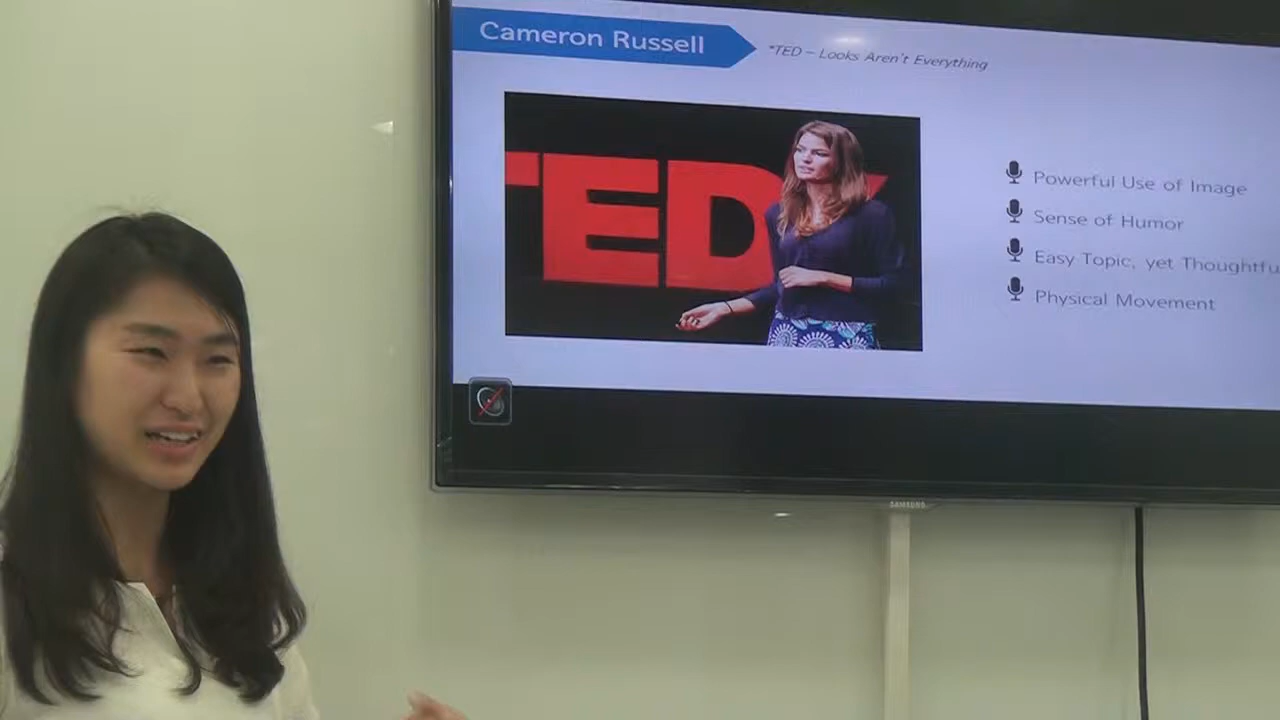 Cameron Russell
*TED – Looks Aren't Everything
TED
Powerful Use of Image
Sense of Humor
Easy Topic, yet Thoughtfu
Physical Movement
SAMSUNG